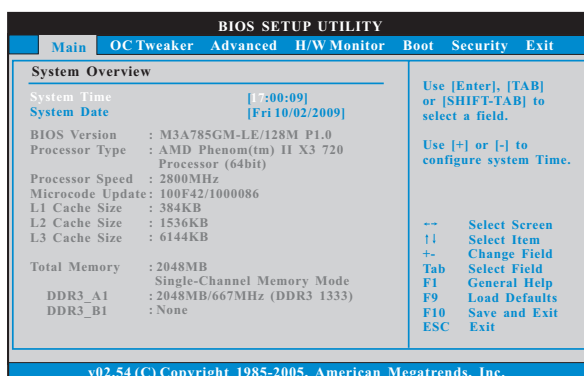 BIOS SETUP UTILITY
Main OC Tweaker Advanced H/W Monitor Boot Security Exit
System Overview
System Time [17:00:09]
System Date [Fri 10/02/2009]
BIOS Version : M3A785GM-LE/128M P1.0
Processor Type : AMD Phenom(tm) II X3 720
Processor (64bit)
Processor Speed : 2800MHz
Microcode Update : 100F42/1000086
L1 Cache Size : 384KB
L2 Cache Size : 1536KB
L3 Cache Size : 6144KB
Total Memory : 2048MB
Single-Channel Memory Mode
DDR3_A1 : 2048MB/667MHz (DDR3 1333)
DDR3_B1 : None
Use [Enter], [TAB]
or [SHIFT-TAB] to
select a field.
Use [+] or [-] to
configure system Time.
←→ Select Screen
↑↓ Select Item
+- Change Field
Tab Select Field
F1 General Help
F9 Load Defaults
F10 Save and Exit
ESC Exit
v02.54 (C) Copyright 1985-2005, American Megatrends, Inc.